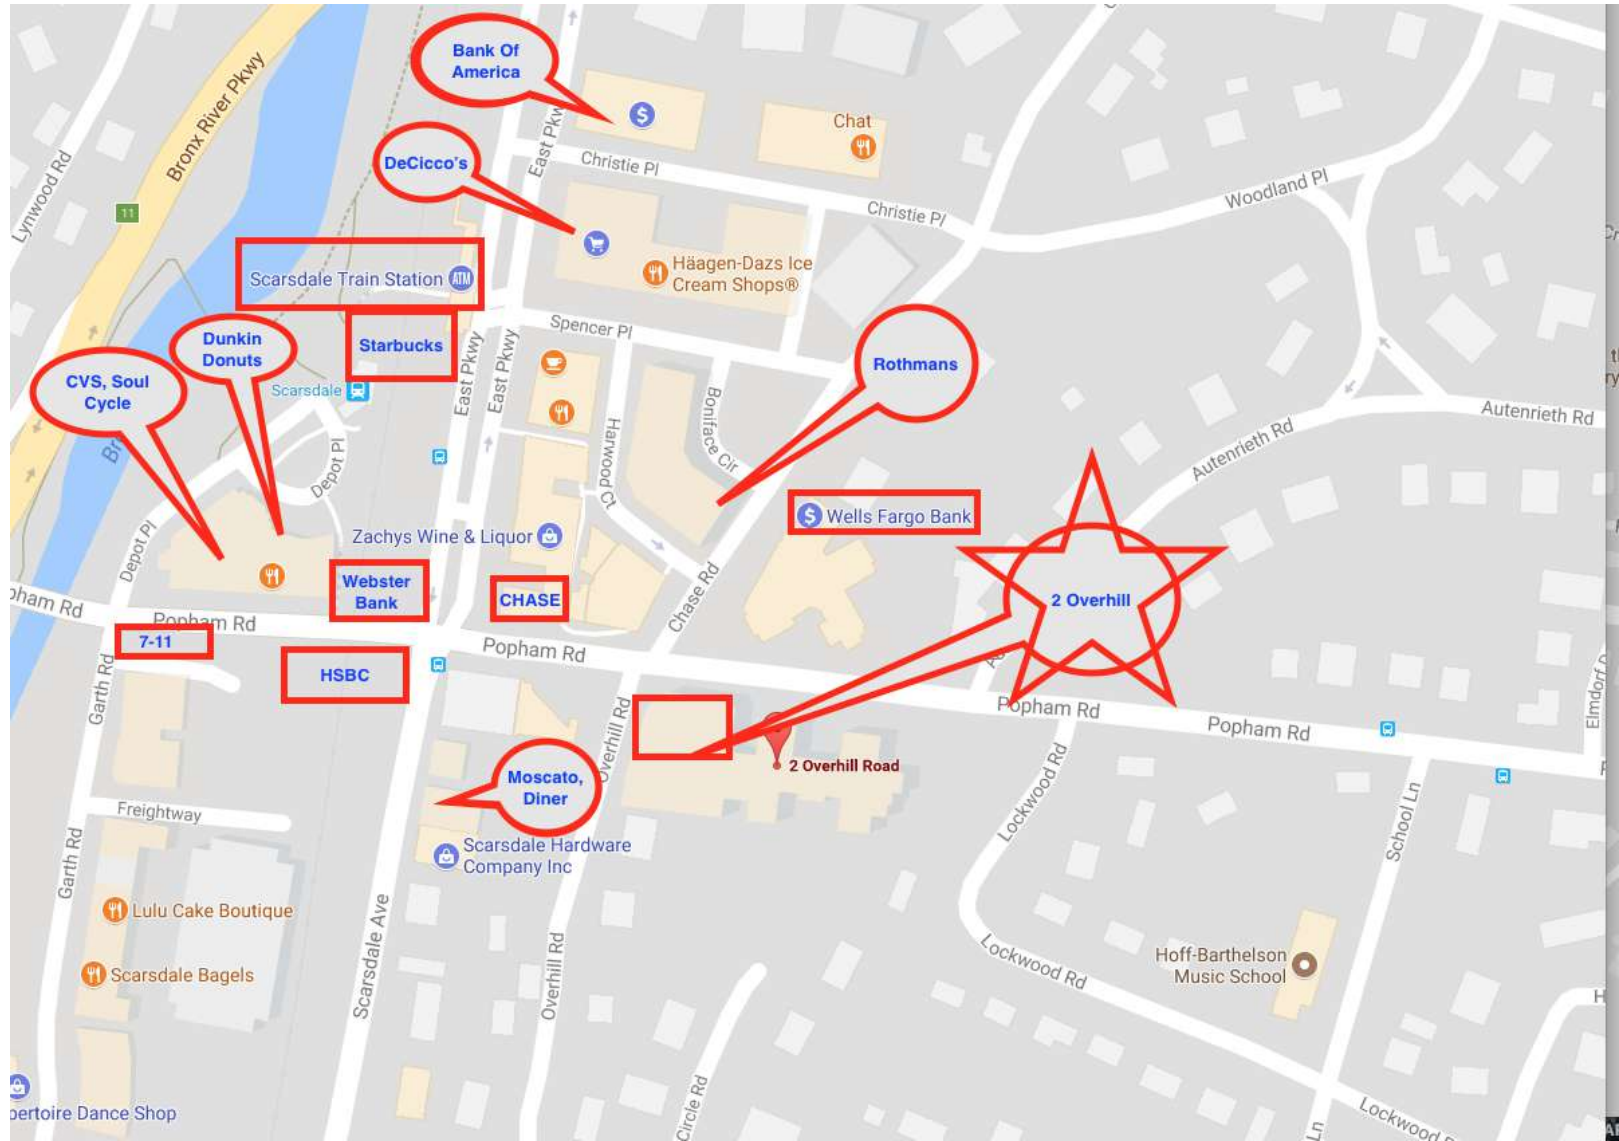 Bank Of
America
Chat
East Pkwy
Christie Pl
DeCicco's
Bronx River Pkwy
Lynwood Rd
11
Christie Pl
Woodland Pl
Scarsdale Train Station
ATM
Häagen-Dazs Ice
Cream Shops®
Spencer Pl
Dunkin
Donuts
Starbucks
Rothmans
CVS, Soul
Cycle
Scarsdale
East Pkwy
East Pkwy
Boniface Cir
Harwood Ct
Autenrieth Rd
Autenrieth Rd
Depot Pl
Depot Pl
Zachys Wine & Liquor
Wells Fargo Bank
Webster
Bank
CHASE
Chase Rd
2 Overhill
Popham Rd
7-11
Popham Rd
HSBC
Garth Rd
Overhill Rd
Popham Rd
Popham Rd
2 Overhill Road
Moscato,
Diner
Freightway
Scarsdale Hardware
Company Inc
Garth Rd
Lockwood Rd
School Ln
Lulu Cake Boutique
Scarsdale Ave
Overhill Rd
Scarsdale Bagels
Lockwood Rd
Hoff-Barthelson
Music School
Circle Rd
Dance Shop
Lockwood
Ln